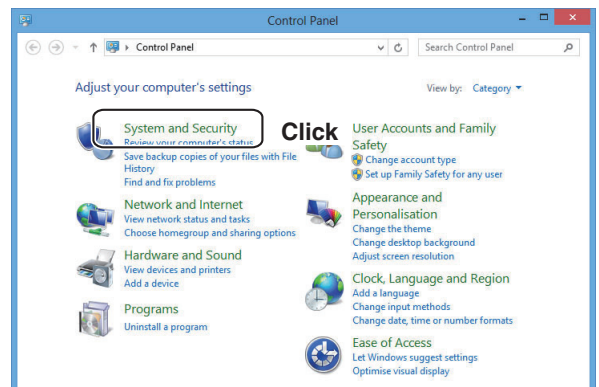 Control Panel
Control Panel
Search Control Panel
Adjust your computer's settings
View by: Category
System and Security
Review your computer's status
Save backup copies of your files with File
History
Find and fix problems
Network and Internet
View network status and tasks
Choose homegroup and sharing options
Hardware and Sound
View devices and printers
Add a device
Programs
Uninstall a program
Click
User Accounts and Family
Safety
Change account type
Set up Family Safety for any user
Appearance and
Personalisation
Change the theme
Change desktop background
Adjust screen resolution
Clock, Language and Region
Add a language
Change input methods
Change date, time or number formats
Ease of Access
Let Windows suggest settings
Optimise visual display